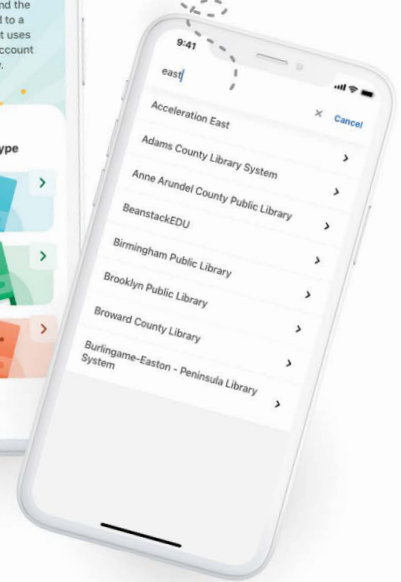 nd the
d to a
t uses
ccount
ype
9:41
east
Cancel
Acceleration East
Adams County Library System
Anne Arundel County Public Library
BeanstackEDU
Birmingham Public Library
Brooklyn Public Library
Broward County Library
Burlingame-Easton - Peninsula Library
System